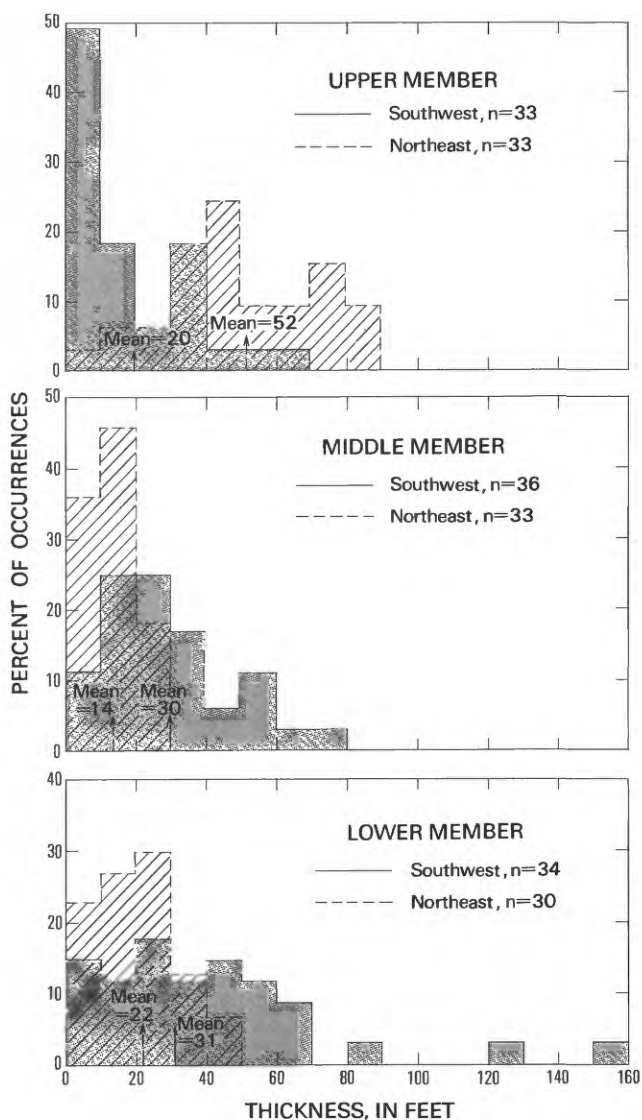 50
40
30
20
10
0
UPPER MEMBER
Southwest, n=33
Northeast, n=33
Mean=20
Mean=52
50
40
30
20
10
0
MIDDLE MEMBER
Southwest, n=36
Northeast, n=33
Mean
=14
Mean
=30
PERCENT OF OCCURRENCES
40
30
20
10
0
LOWER MEMBER
Southwest, n=34
Northeast, n=30
Mean
=22
Mean
=31
0 20 40 60 80 100 120 140 160
THICKNESS, IN FEET